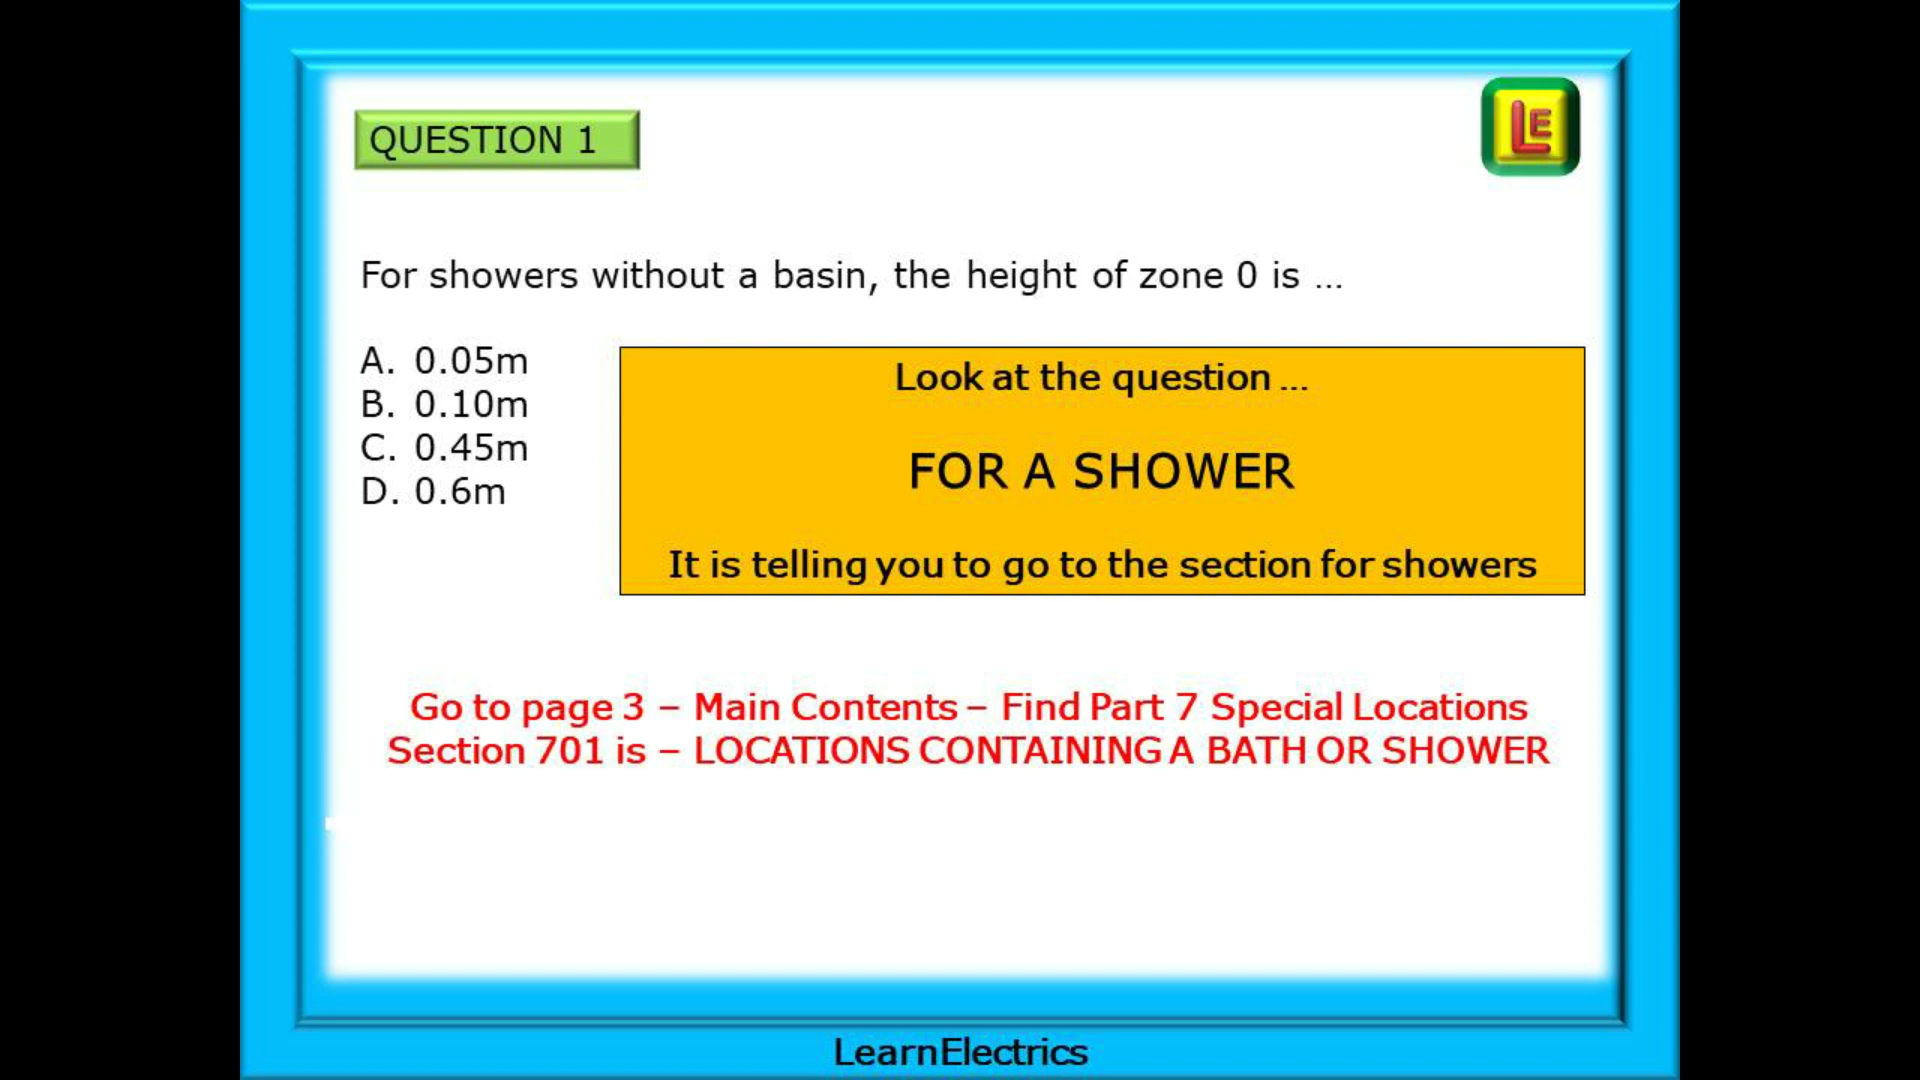 QUESTION 1
LE
For showers without a basin, the height of zone 0 is ...
A. 0.05m
B. 0.10m
C. 0.45m
D. 0.6m
Look at the question ...
FOR A SHOWER
It is telling you to go to the section for showers
Go to page 3 – Main Contents – Find Part 7 Special Locations
Section 701 is – LOCATIONS CONTAINING A BATH OR SHOWER
LearnElectrics